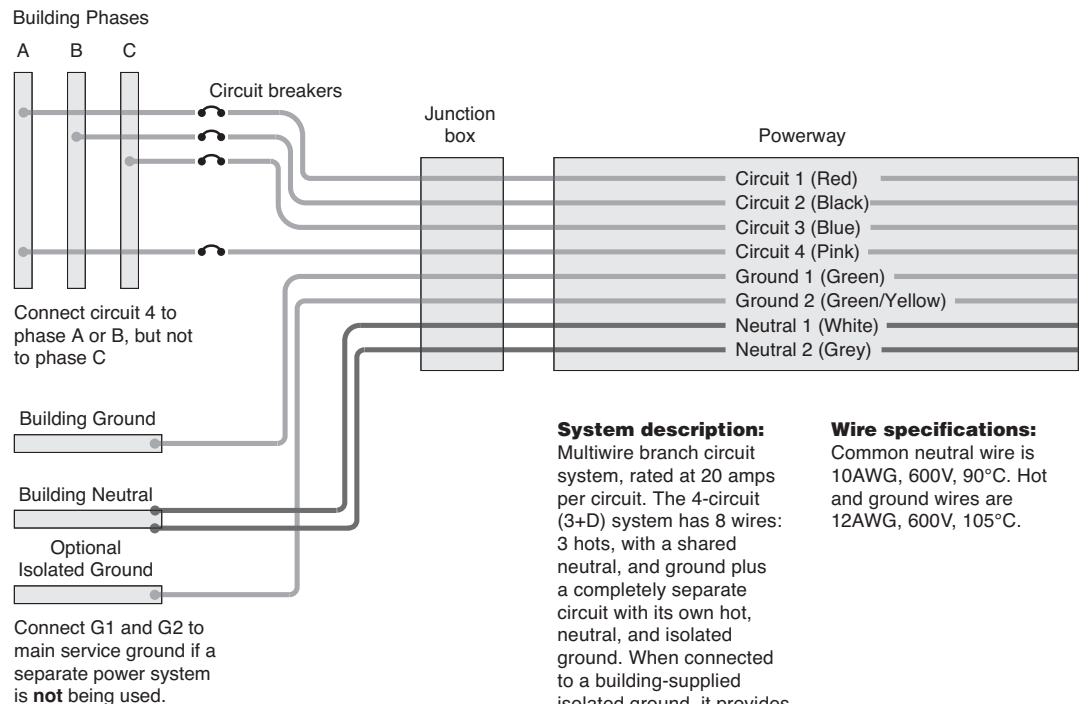 Building Phases
A B C
Circuit breakers
Junction
box
Powerway
Circuit 1 (Red)
Circuit 2 (Black)
Circuit 3 (Blue)
Circuit 4 (Pink)
Ground 1 (Green)
Ground 2 (Green/Yellow)
Neutral 1 (White)
Neutral 2 (Grey)
Connect circuit 4 to
phase A or B, but not
to phase C
Building Ground
Building Neutral
Optional
Isolated Ground
Connect G1 and G2 to
main service ground if a
separate power system
is not being used.
System description:
Multiwire branch circuit
system, rated at 20 amps
per circuit. The 4-circuit
(3+D) system has 8 wires:
3 hots, with a shared
neutral, and ground plus
a completely separate
circuit with its own hot,
neutral, and isolated
ground. When connected
to a building-supplied
isolated ground, it provides
Wire specifications:
Common neutral wire is
10AWG, 600V, 90°C. Hot
and ground wires are
12AWG, 600V, 105°C.